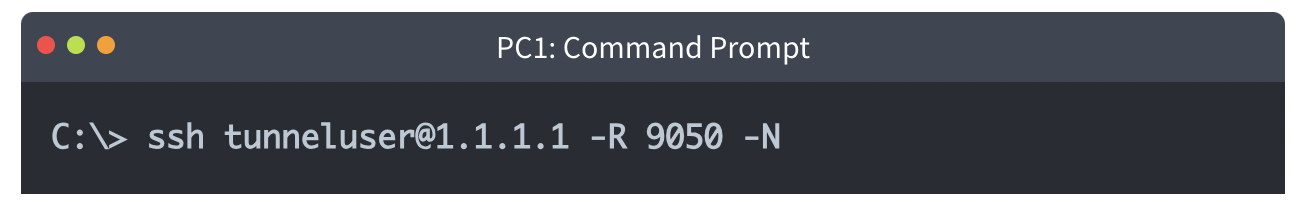 PC1: Command Prompt
C:\> ssh tunneluser@1.1.1.1 -R 9050 -N